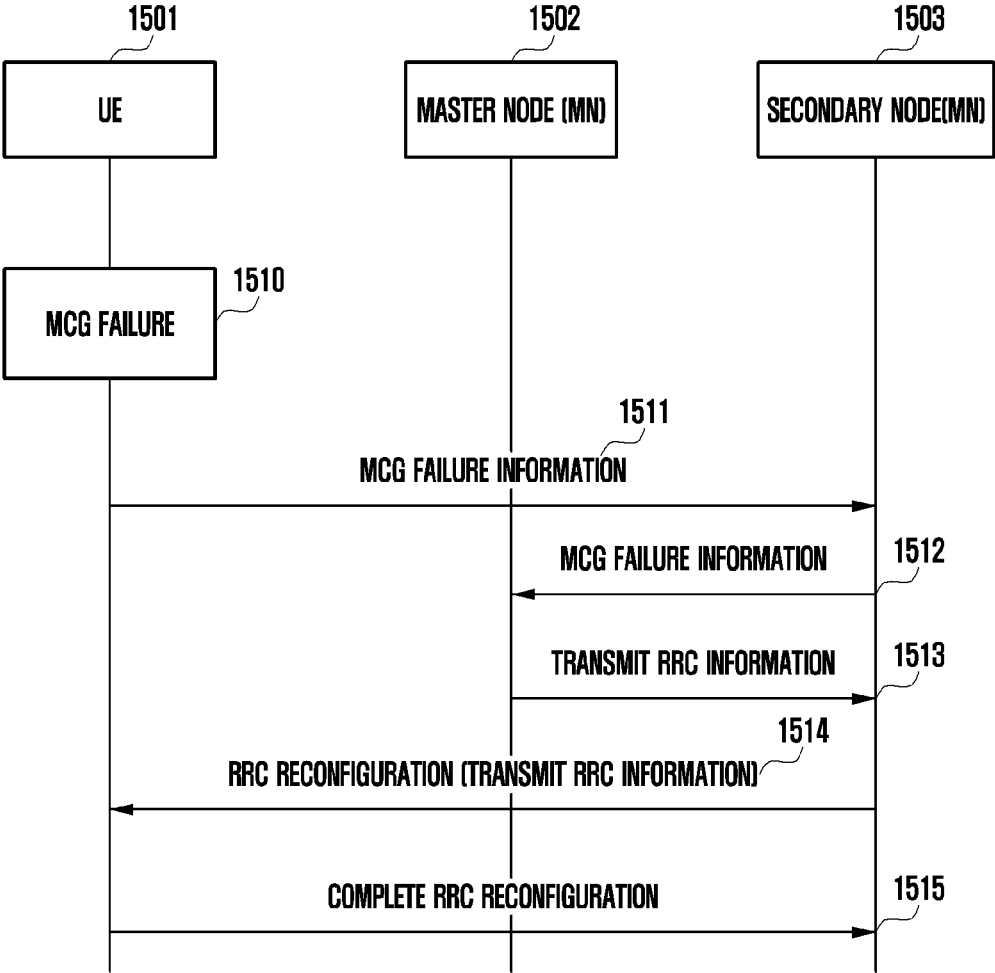 1501
1502
1503
UE
MASTER NODE (MN)
SECONDARY NODE(MN)
1510
MCG FAILURE
1511
MCG FAILURE INFORMATION
MCG FAILURE INFORMATION
1512
TRANSMIT RRC INFORMATION
1513
1514
RRC RECONFIGURATION (TRANSMIT RRC INFORMATION)
COMPLETE RRC RECONFIGURATION
1515